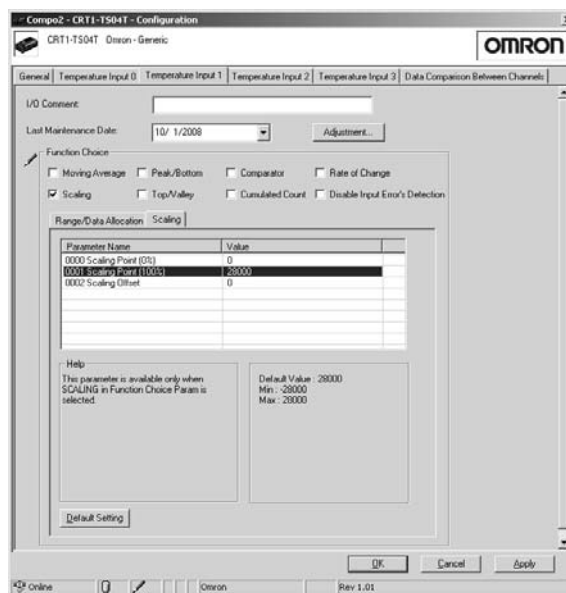 Compo2 - CRT1-TS04T - Configuration
CRT1-TS04T Omron - Generic
OMRON
General Temperature Input 0 Temperature Input 1 Temperature Input 2 Temperature Input 3 Data Comparison Between Channels
I/O Comment:
Last Maintenance Date: 10/ 1/2008 Adjustment...
Function Choice
Moving Average Peak/Bottom Comparator Rate of Change
Scaling Top/Valley Cumulated Count Disable Input Error's Detection
Range/Data Allocation Scaling
Parameter Name Value
0000 Scaling Point (0%) 0
0001 Scaling Point (100%) 28000
0002 Scaling Offset 0
Help
This parameter is available only when
SCALING in Function Choice Param is
selected.
Default Value : 28000
Min : -28000
Max : 28000
Default Setting
OK Cancel Apply
Online Omron Rev 1.01